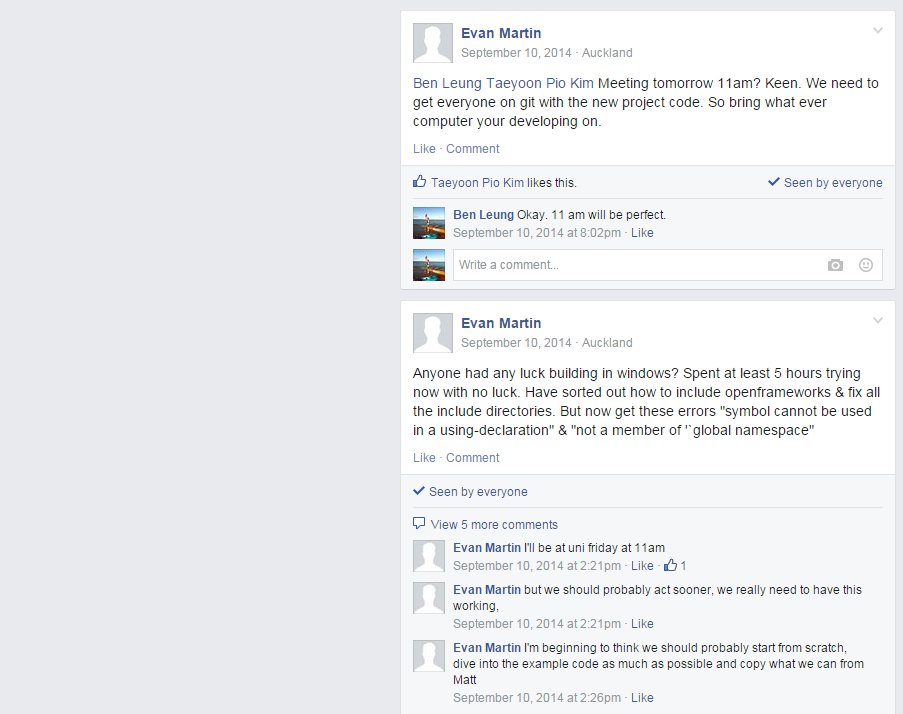 Evan Martin
September 10, 2014 · Auckland
Ben Leung Taeyoon Pio Kim Meeting tomorrow 11am? Keen. We need to
get everyone on git with the new project code. So bring what ever
computer your developing on.
Like · Comment
Taeyoon Pio Kim likes this.
Seen by everyone
Ben Leung Okay. 11 am will be perfect.
September 10, 2014 at 8:02pm · Like
Write a comment...
Evan Martin
September 10, 2014 · Auckland
Anyone had any luck building in windows? Spent at least 5 hours trying
now with no luck. Have sorted out how to include openframeworks & fix all
the include directories. But now get these errors "symbol cannot be used
in a using-declaration" & "not a member of '`global namespace"
Like · Comment
Seen by everyone
View 5 more comments
Evan Martin I'll be at uni friday at 11am
September 10, 2014 at 2:21pm · Like · 1
Evan Martin but we should probably act sooner, we really need to have this
working,
September 10, 2014 at 2:21pm · Like
Evan Martin I'm beginning to think we should probably start from scratch,
dive into the example code as much as possible and copy what we can from
Matt
September 10, 2014 at 2:26pm · Like